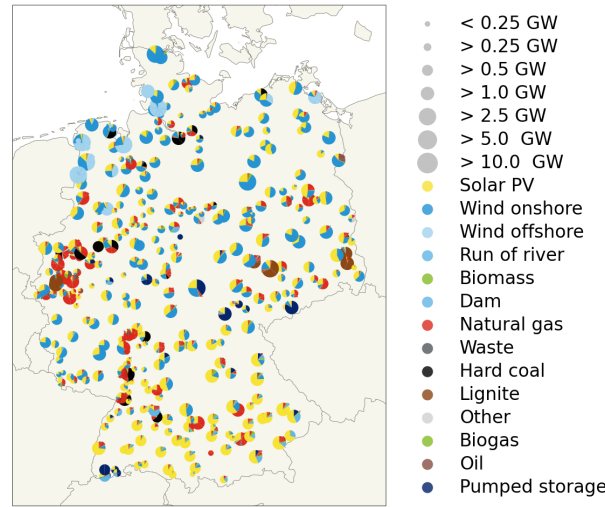 < 0.25 GW
> 0.25 GW
> 0.5 GW
> 1.0 GW
> 2.5 GW
> 5.0  GW
> 10.0  GW
Solar PV
Wind onshore
Wind offshore
Run of river
Biomass
Dam
Natural gas
Waste
Hard coal
Lignite
Other
Biogas
Oil
Pumped storage